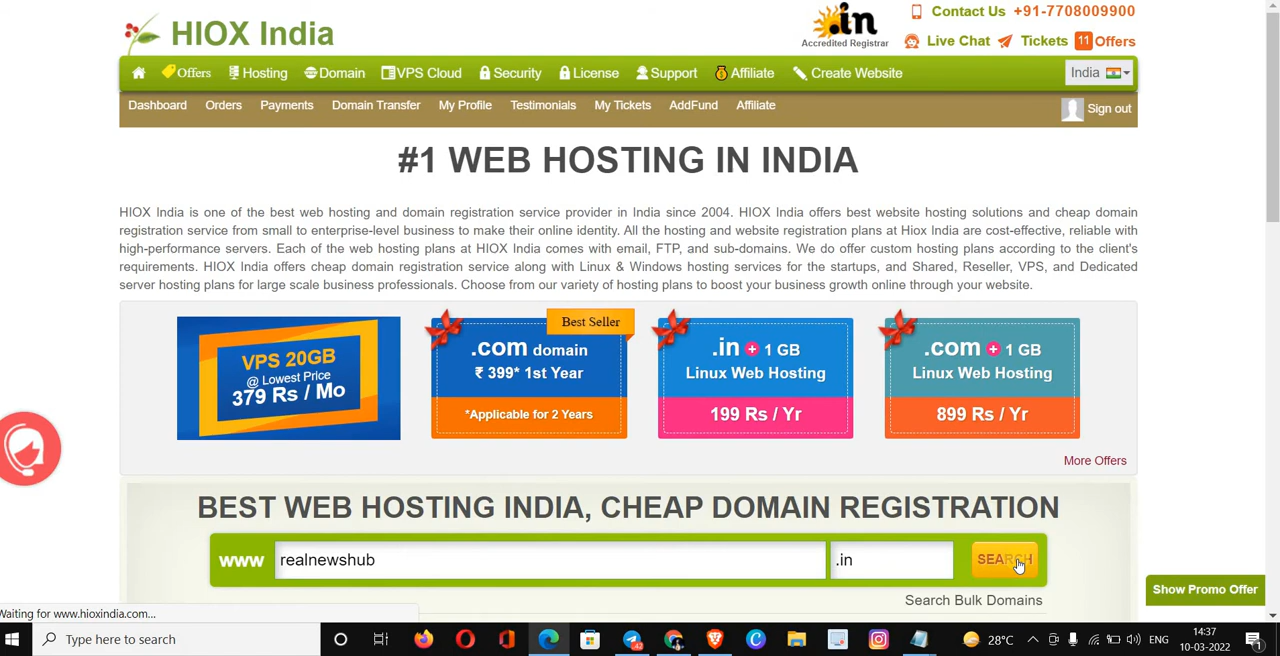 HIOX India
.in
Accredited Registrar
Contact Us +91-7708009900
Live Chat Tickets 11 Offers
Offers Hosting Domain VPS Cloud Security License Support Affiliate Create Website India
Dashboard Orders Payments Domain Transfer My Profile Testimonials My Tickets AddFund Affiliate Sign out
#1 WEB HOSTING IN INDIA
HIOX India is one of the best web hosting and domain registration service provider in India since 2004. HIOX India offers best website hosting solutions and cheap domain
registration service from small to enterprise-level business to make their online identity. All the hosting and website registration plans at Hiox India are cost-effective, reliable with
high-performance servers. Each of the web hosting plans at HIOX India comes with email, FTP, and sub-domains. We do offer custom hosting plans according to the client's
requirements. HIOX India offers cheap domain registration service along with Linux & Windows hosting services for the startups, and Shared, Reseller, VPS, and Dedicated
server hosting plans for large scale business professionals. Choose from our variety of hosting plans to boost your business growth online through your website.
VPS 20GB
@ Lowest Price
379 Rs / Mo
Best Seller
.com domain
₹ 399* 1st Year
*Applicable for 2 Years
.in + 1 GB
Linux Web Hosting
199 Rs / Yr
.com + 1 GB
Linux Web Hosting
899 Rs / Yr
More Offers
BEST WEB HOSTING INDIA, CHEAP DOMAIN REGISTRATION
www realnewshub .in SEARCH
Search Bulk Domains
Show Promo Offer
Waiting for www.hioxindia.com...
Type here to search
42
28°C
ENG
14:37
10-03-2022
1